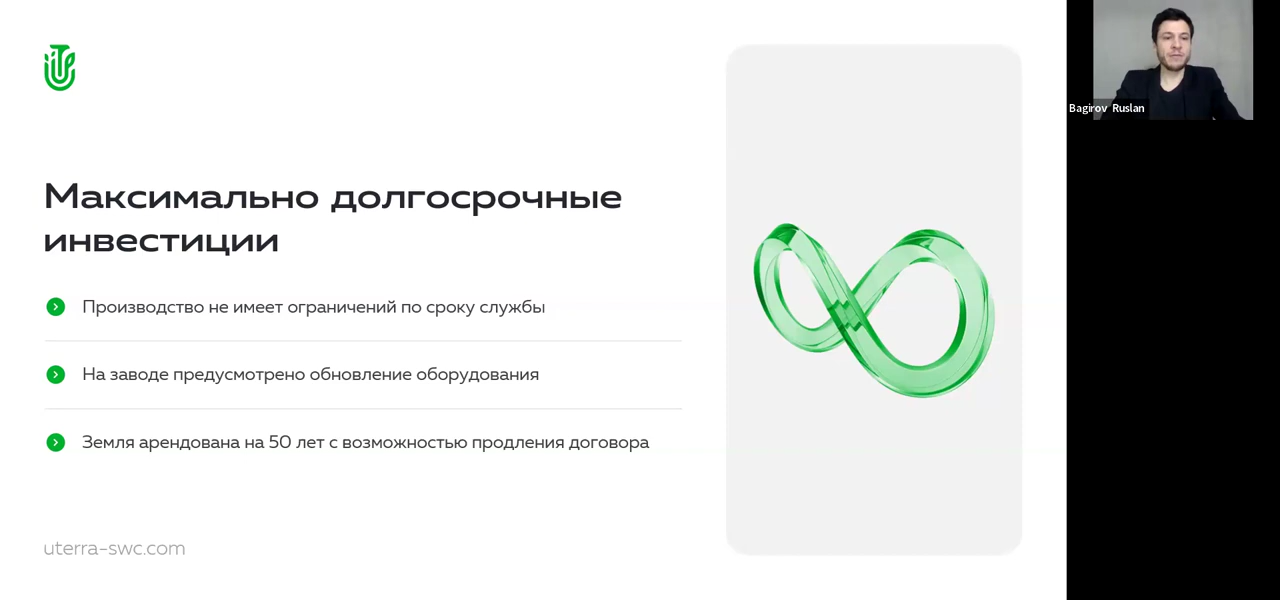 Максимально долгосрочные
инвестиции
Производство не имеет ограничений по сроку службы
На заводе предусмотрено обновление оборудования
Земля арендована на 50 лет с возможностью продления договора
uterra-swc.com
Bagirov Ruslan